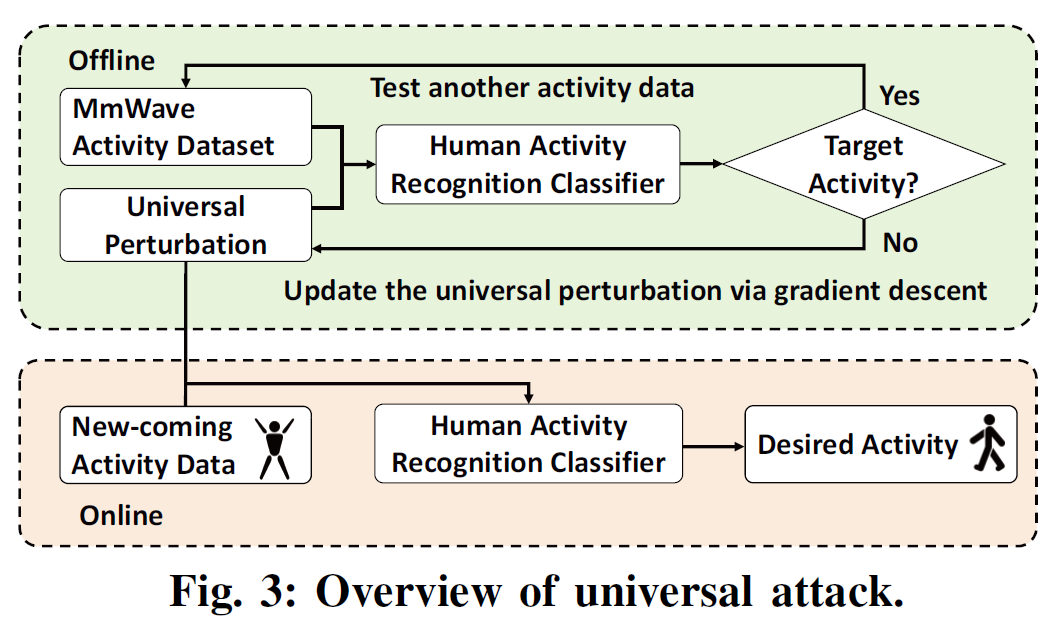 Offline
Test another activity data
Yes
MmWave
Activity Dataset
Human Activity
Recognition Classifier
Target
Activity?
Universal
Perturbation
No
Update the universal perturbation via gradient descent
New-coming
Activity Data
Human Activity
Recognition Classifier
Desired Activity
Online
Fig. 3: Overview of universal attack.